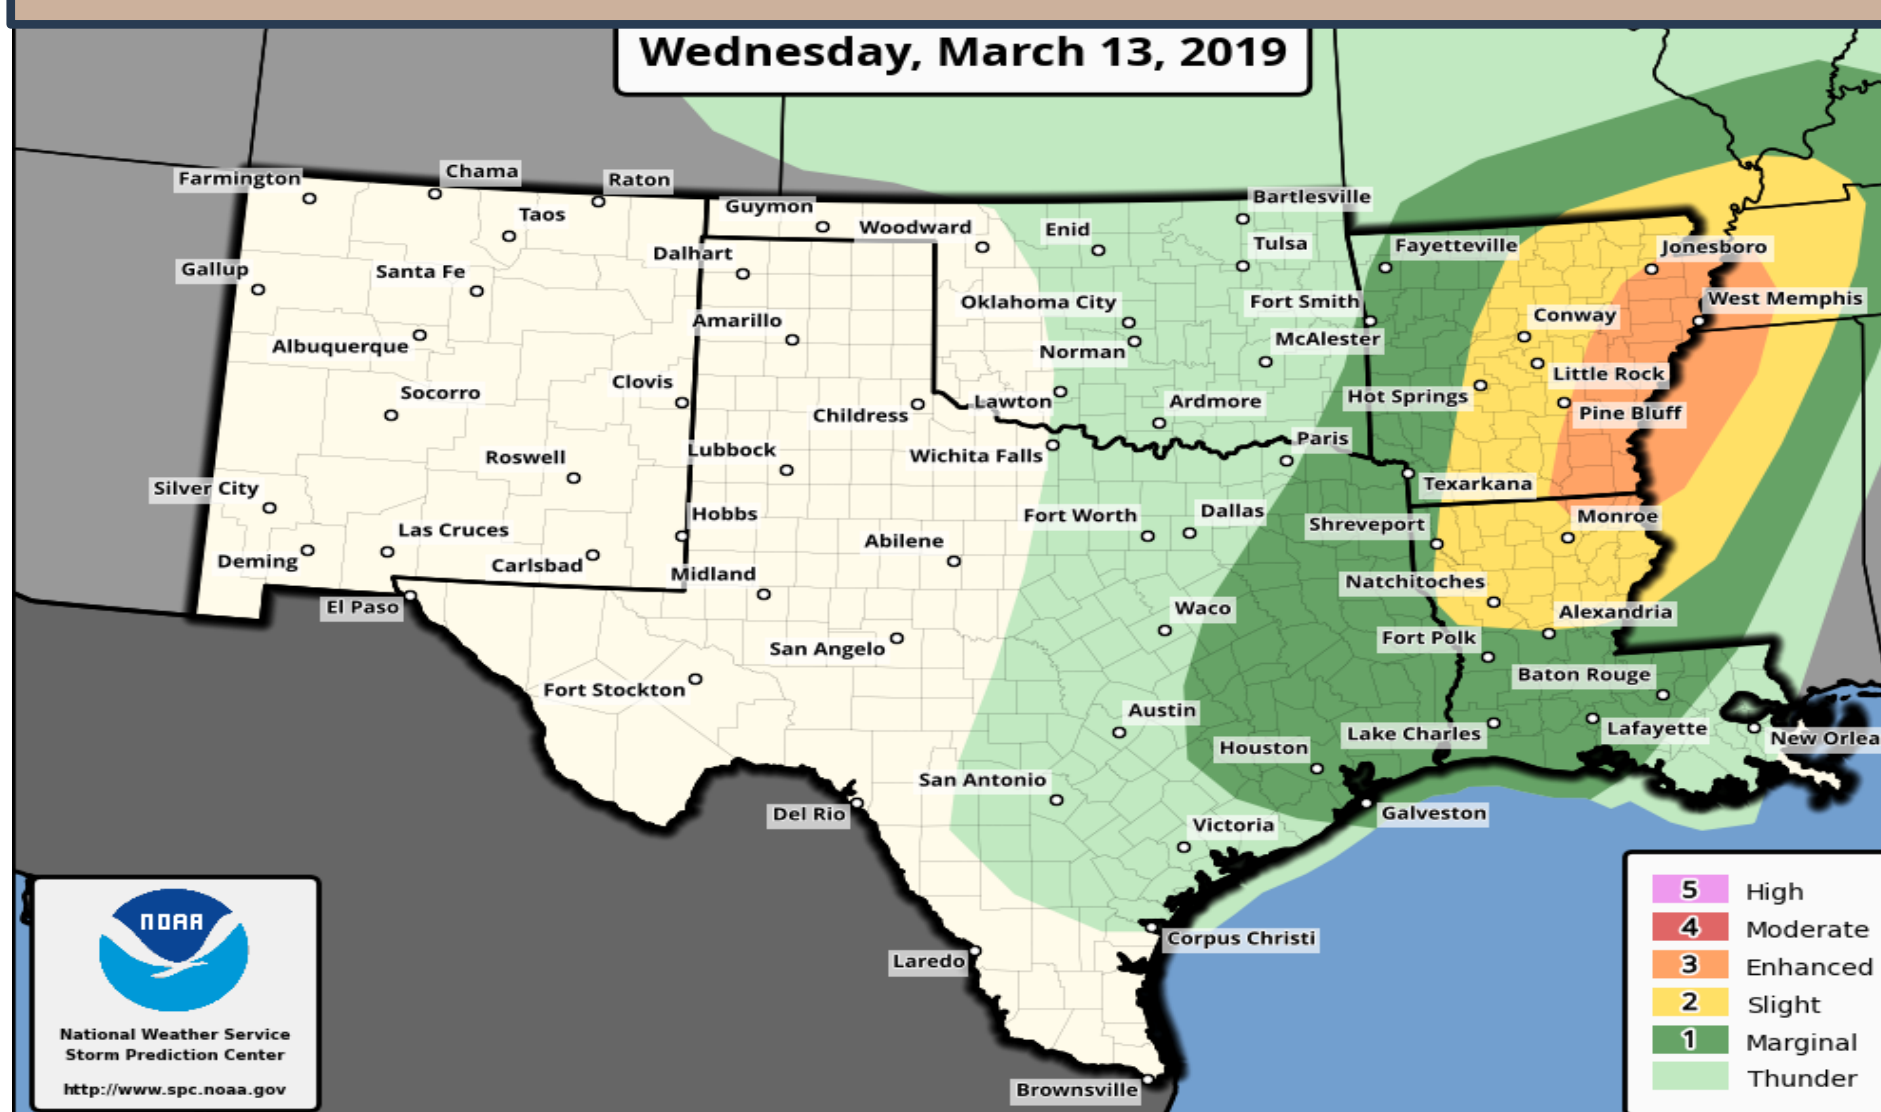 Wednesday, March 13, 2019
Farmington
Chama
Raton
Taos
Guymon
Woodward
Enid
Bartlesville
Tulsa
Fayetteville
Jonesboro
Gallup
Santa Fe
Dalhart
Oklahoma City
Fort Smith
West Memphis
Albuquerque
Amarillo
Norman
McAlester
Conway
Little Rock
Socorro
Clovis
Childress
Lawton
Ardmore
Hot Springs
Pine Bluff
Roswell
Lubbock
Wichita Falls
Paris
Texarkana
Silver City
Las Cruces
Hobbs
Fort Worth
Dallas
Shreveport
Monroe
Deming
Carlsbad
Midland
Abilene
Natchitoches
El Paso
Waco
Alexandria
San Angelo
Fort Polk
Fort Stockton
Baton Rouge
Austin
Houston
Lake Charles
Lafayette
New Orlea
San Antonio
Del Rio
Victoria
Galveston
Corpus Christi
Laredo
Brownsville
NOAA
National Weather Service
Storm Prediction Center
http://www.spc.noaa.gov
5 High
4 Moderate
3 Enhanced
2 Slight
1 Marginal
Thunder